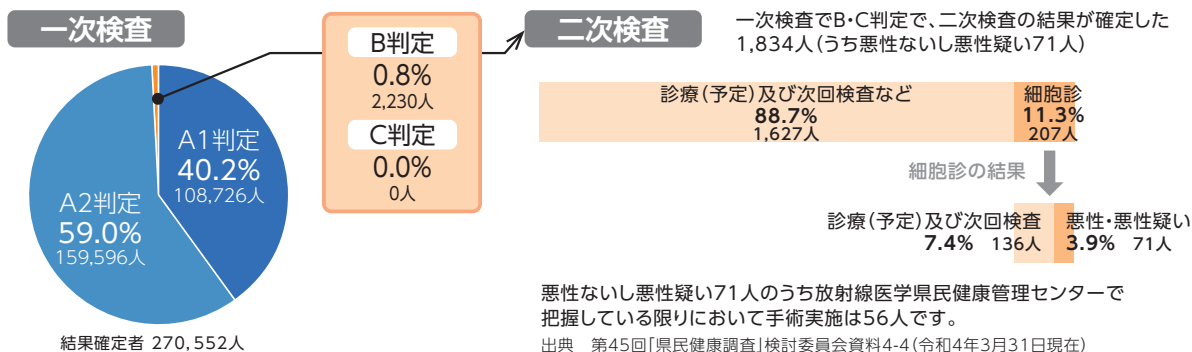 一次検査
A1判定
40.2%
108,726人
A2判定
59.0%
159,596人
結果確定者 270,552人
B判定
0.8%
2,230人
C判定
0.0%
0人
二次検査
一次検査でB・C判定で、二次検査の結果が確定した
1,834人(うち悪性ないし悪性疑い71人)
診療(予定)及び次回検査など
88.7%
1,627人
細胞診
11.3%
207人
細胞診の結果
診療(予定)及び次回検査
7.4% 136人
悪性・悪性疑い
3.9% 71人
悪性ないし悪性疑い71人のうち放射線医学県民健康管理センターで
把握している限りにおいて手術実施は56人です。
出典 第45回「県民健康調査」検討委員会資料4-4(令和4年3月31日現在)